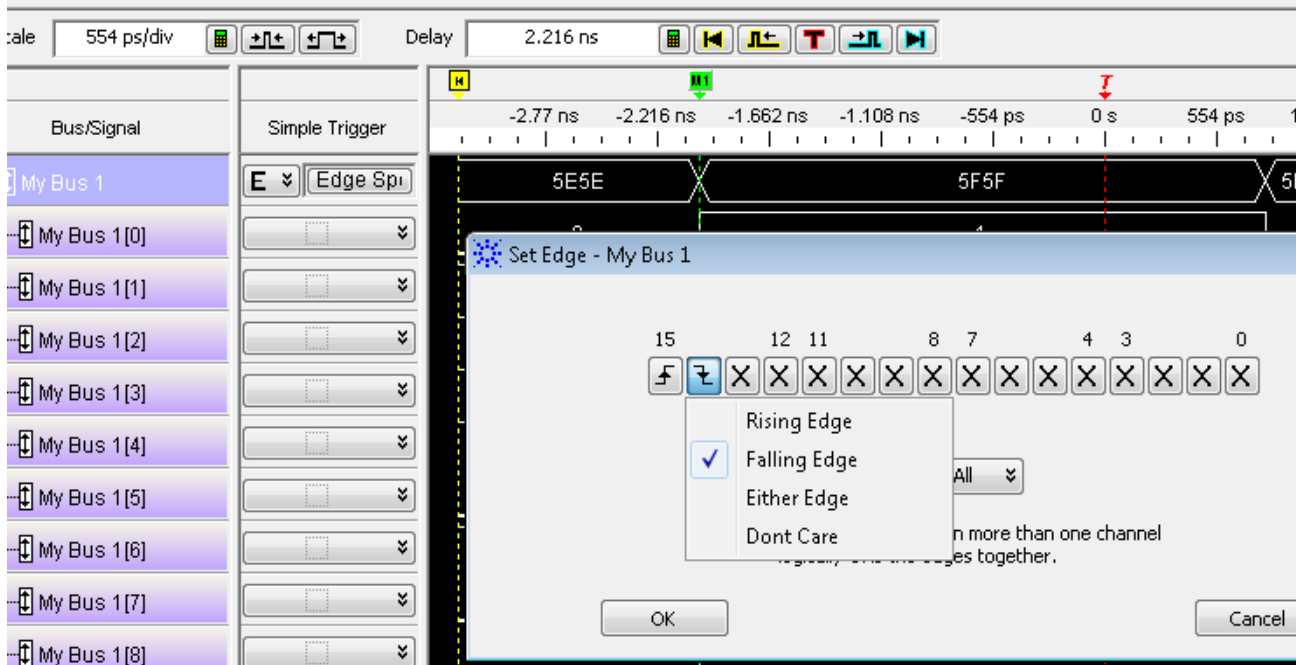 cale 554 ps/div Delay 2.216 ns T
M1 T
Bus/Signal Simple Trigger -2.77 ns -2.216 ns -1.662 ns -1.108 ns -554 ps 0 s 554 ps 1
My Bus 1 E Edge Spi 5E5E 5F5F 5
My Bus 1[0]
Set Edge - My Bus 1
My Bus 1[1]
My Bus 1[2] 15 12 11 8 7 4 3 0
My Bus 1[3] X X X X X X X X X X X X X X
My Bus 1[4] Rising Edge
Falling Edge
My Bus 1[5] All
Either Edge
My Bus 1[6] Dont Care n more than one channel
ges together.
My Bus 1[7]
OK Cancel
My Bus 1[8]